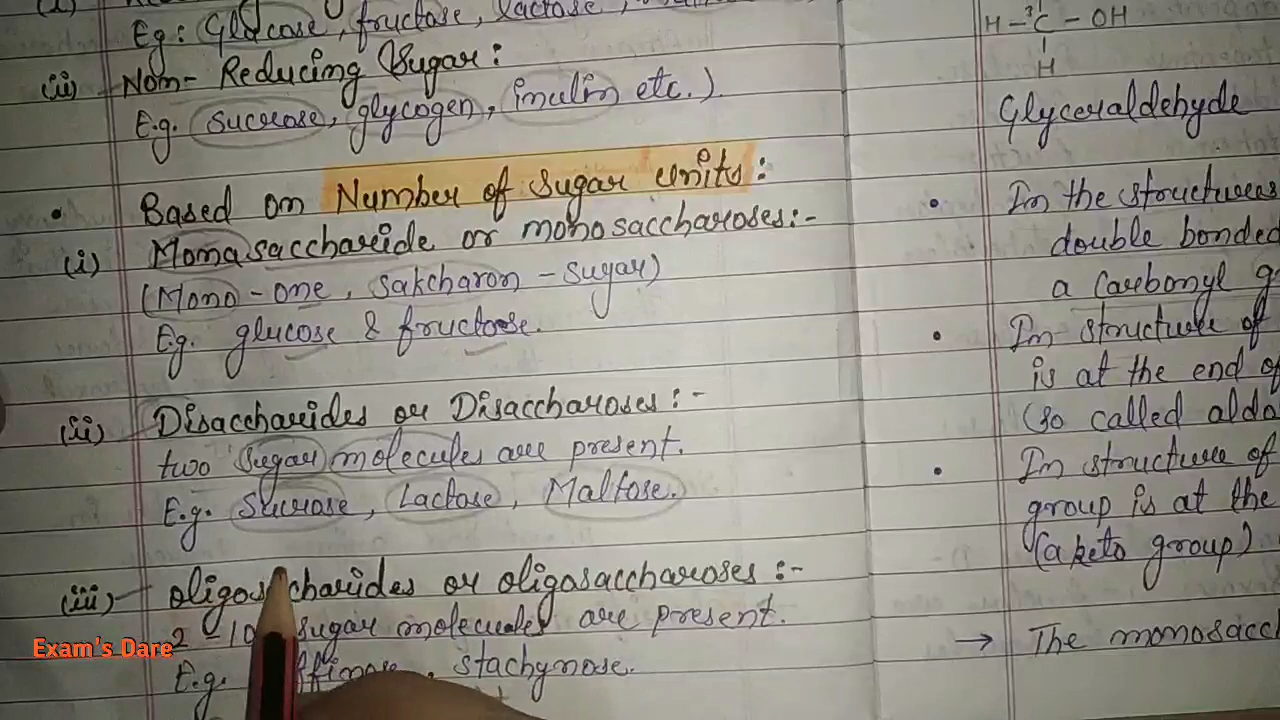 Eg: Glucose, fructose, lactose,
(ii) Non-Reducing Sugar:
E.g. sucrose, glycogen, inulin etc.).
• Based on Number of Sugar Units:
(i) Monosaccharide or monosaccharoses:-
(Mono-one, sakcharon-sugar)
Eg. glucose & fructose.
(ii) Disaccharides or Disaccharoses:-
two sugar molecules are present.
E.g. Sucrose, Lactose, Maltose.
(iii) oligosaccharides or oligosaccharoses:-
2-10 sugar molecules are present.
E.g. stachynose.
H-³C-OH
H
Glyceraldehyde
• In the structures
double bonded
a carbonyl g
• In structure of
is at the end of
(so called aldo
• In structure of
group is at the
(a keto group)
→ The monosacc
Exam's Dare